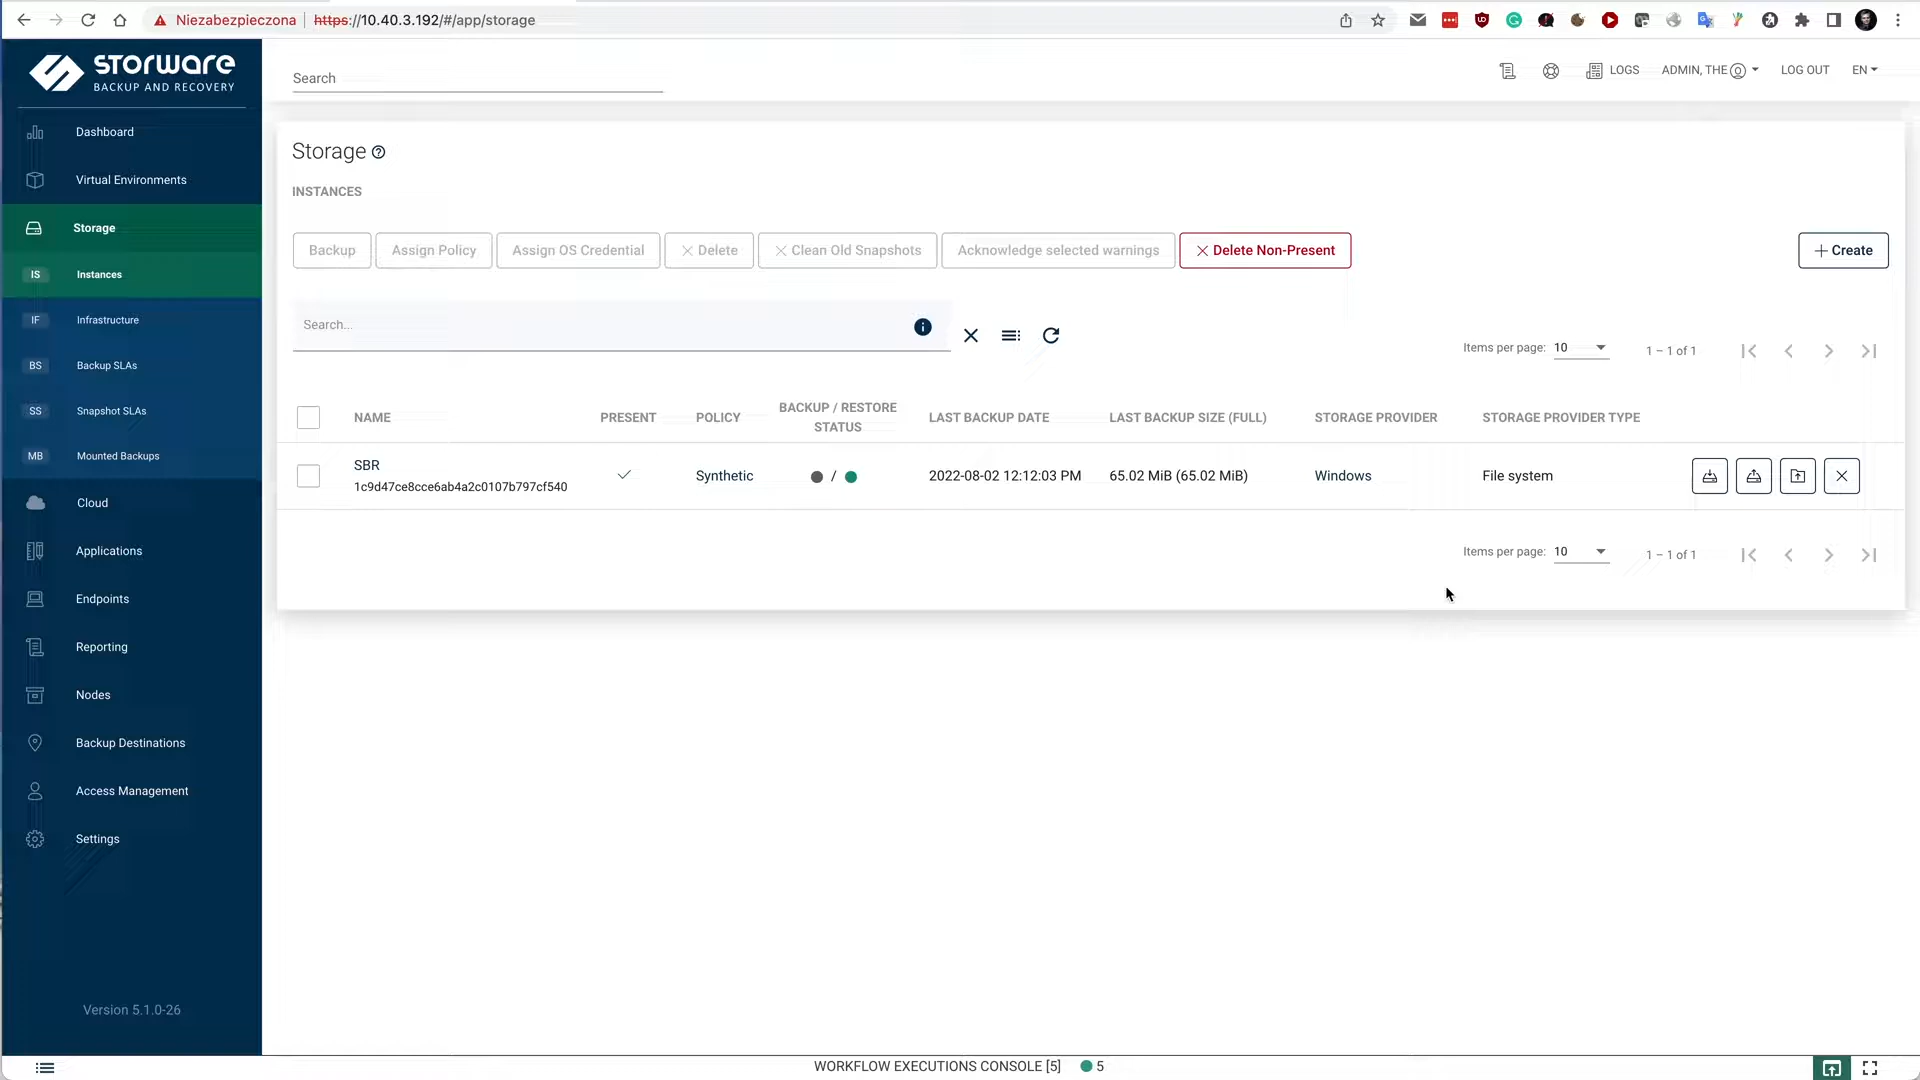 Niezabezpieczona | https://10.40.3.192/#/app/storage
STORWARE
BACKUP AND RECOVERY
Search
LOGS
ADMIN, THE
LOG OUT
EN
Dashboard
Virtual Environments
Storage
IS Instances
IF Infrastructure
BS Backup SLAs
SS Snapshot SLAs
MB Mounted Backups
Cloud
Applications
Endpoints
Reporting
Nodes
Backup Destinations
Access Management
Settings
Version 5.1.0-26
Storage
INSTANCES
Backup
Assign Policy
Assign OS Credential
Delete
Clean Old Snapshots
Acknowledge selected warnings
Delete Non-Present
Create
Search...
Items per page: 10
1 – 1 of 1
NAME
PRESENT
POLICY
BACKUP / RESTORE
STATUS
LAST BACKUP DATE
LAST BACKUP SIZE (FULL)
STORAGE PROVIDER
STORAGE PROVIDER TYPE
SBR
1c9d47ce8cce6ab4a2c0107b797cf540
Synthetic
/
2022-08-02 12:12:03 PM
65.02 MiB (65.02 MiB)
Windows
File system
Items per page: 10
1 – 1 of 1
WORKFLOW EXECUTIONS CONSOLE [5]
5